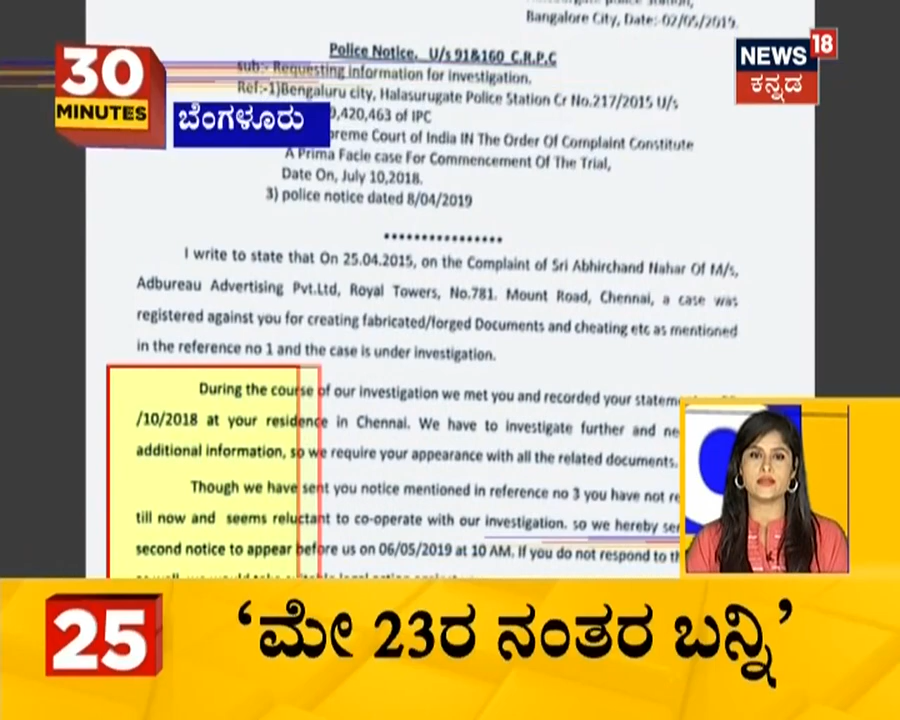 Bangalore City, Date:-02/05/2019.
Police Notice. U/s 91&160 C.R.P.C
sub:- Requesting information for investigation.
Ref:-1)Bengaluru city, Halasurugate Police Station Cr No.217/2015 U/s
,420,463 of IPC
preme Court of India IN The Order Of Complaint Constitute
A Prima Facie case For Commencement Of The Trial,
Date On, July 10,2018.
3) police notice dated 8/04/2019
30
MINUTES
ಬೆಂಗಳೂರು
NEWS 18
ಕನ್ನಡ
I write to state that On 25.04.2015, on the Complaint of Sri Abhirchand Nahar Of M/s,
Adbureau Advertising Pvt.Ltd, Royal Towers, No.781. Mount Road, Chennai, a case was
registered against you for creating fabricated/forged Documents and cheating etc as mentioned
in the reference no 1 and the case is under investigation.
During the course of our investigation we met you and recorded your statem
/10/2018 at your residence in Chennai. We have to investigate further and ne
additional information, so we require your appearance with all the related documents.
Though we have sent you notice mentioned in reference no 3 you have not re
till now and seems reluctant to co-operate with our investigation. so we hereby ser
second notice to appear before us on 06/05/2019 at 10 AM. If you do not respond to th
25
‘ಮೇ 23ರ ನಂತರ ಬನ್ನಿ’